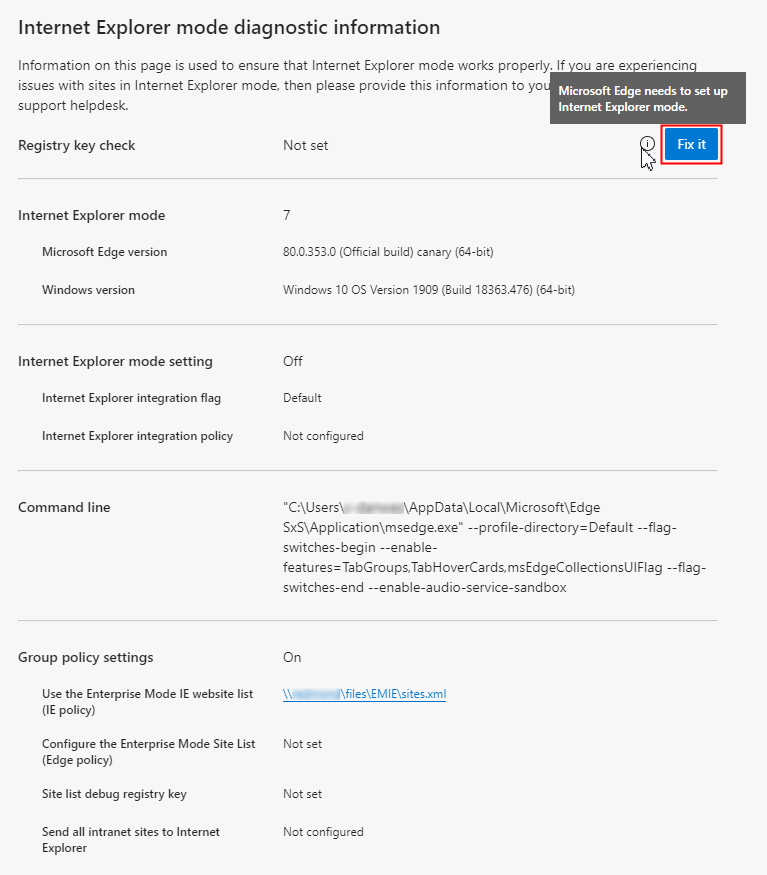 Internet Explorer mode diagnostic information
Information on this page is used to ensure that Internet Explorer mode works properly. If you are experiencing
issues with sites in Internet Explorer mode, then please provide this information to
support helpdesk.
Microsoft Edge needs to set up
Internet Explorer mode.
Registry key check Not set Fix it
Internet Explorer mode 7
Microsoft Edge version 80.0.353.0 (Official build) canary (64-bit)
Windows version Windows 10 OS Version 1909 (Build 18363.476) (64-bit)
Internet Explorer mode setting Off
Internet Explorer integration flag Default
Internet Explorer integration policy Not configured
Command line "C:\Users\ \AppData\Local\Microsoft\Edge
SxS\Application\msedge.exe" --profile-directory=Default --flag-
switches-begin --enable-
features=TabGroups,TabHoverCards,msEdgeCollectionsUIFlag --flag-
switches-end --enable-audio-service-sandbox
Group policy settings On
Use the Enterprise Mode IE website list \\ \files\EMIE\sites.xml
(IE policy)
Configure the Enterprise Mode Site List Not set
(Edge policy)
Site list debug registry key Not set
Send all intranet sites to Internet Not configured
Explorer